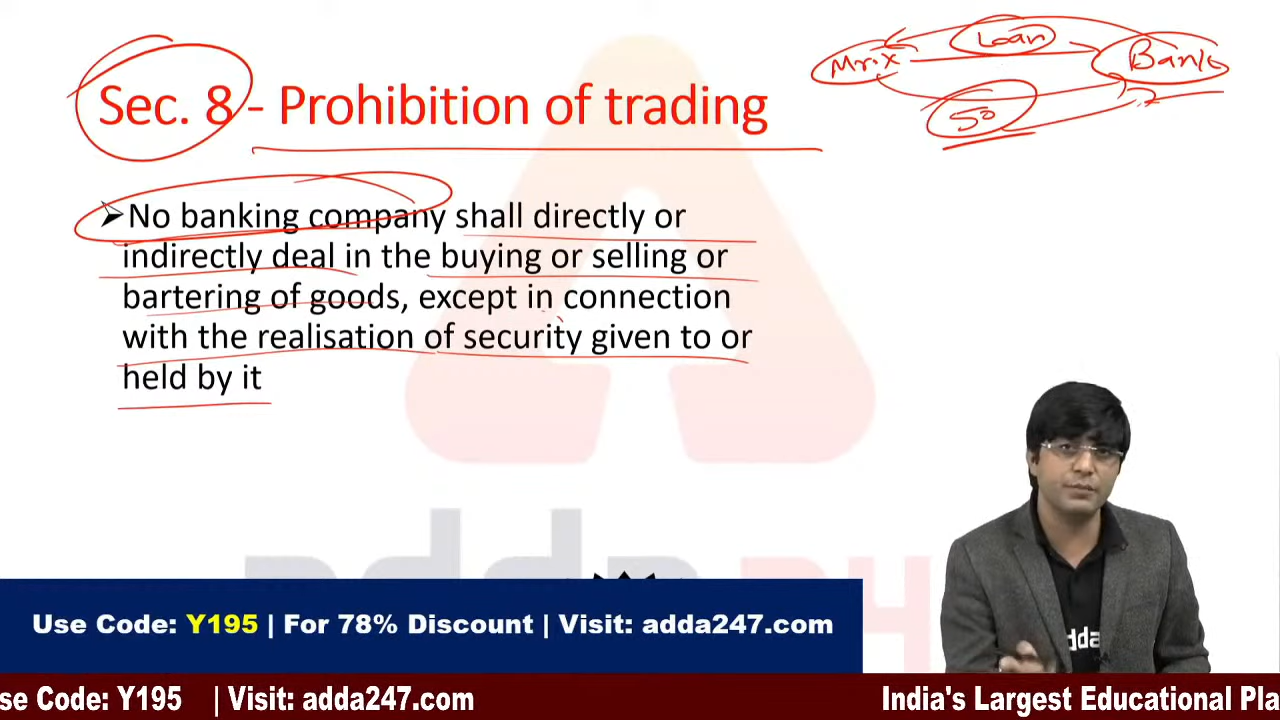 Loan
Mr.X
Bank
Sec. 8 - Prohibition of trading
➤No banking company shall directly or
indirectly deal in the buying or selling or
bartering of goods, except in connection
with the realisation of security given to or
held by it
adda
Use Code: Y195 | For 78% Discount | Visit: adda247.com
se Code: Y195 | Visit: adda247.com
India's Largest Educational Pla